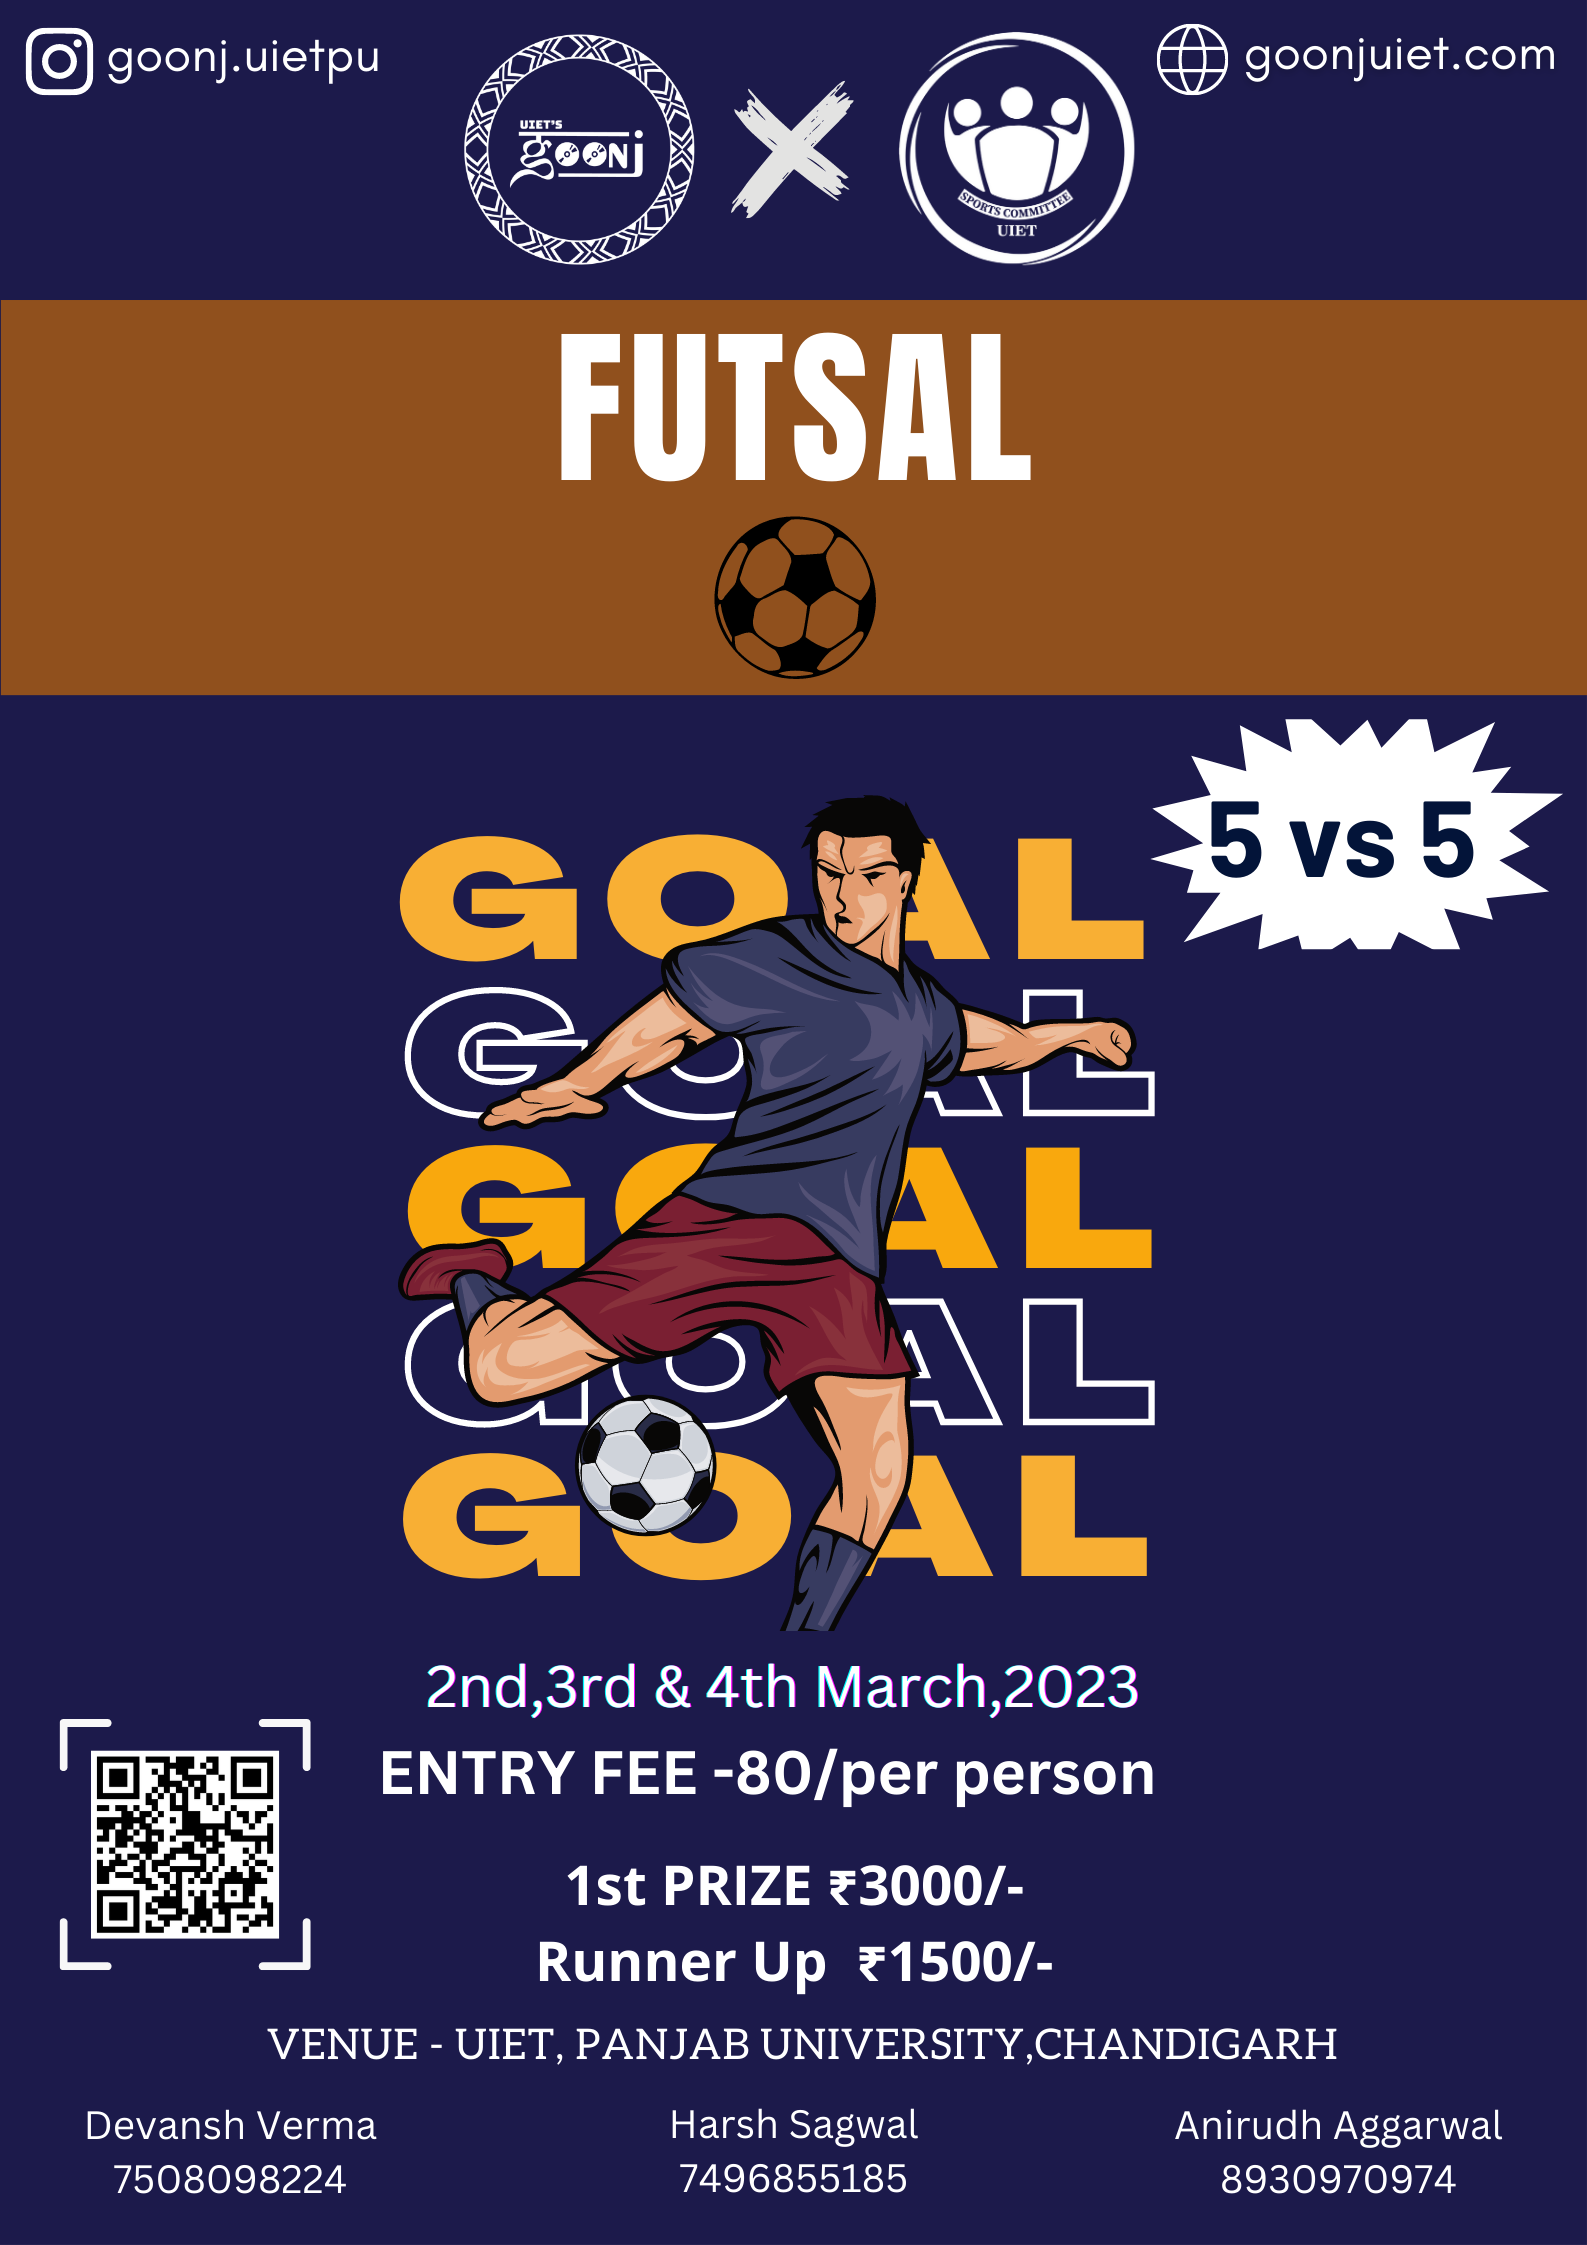 goonj.uietpu
goonjuiet.com
UIET'S
goonj
SPORTS COMMITTEE
UIET
FUTSAL
5 vs 5
GOAL
GOAL
GOAL
GOAL
GOAL
2nd,3rd & 4th March,2023
ENTRY FEE -80/per person
1st PRIZE ₹3000/-
Runner Up ₹1500/-
VENUE - UIET, PANJAB UNIVERSITY,CHANDIGARH
Devansh Verma
7508098224
Harsh Sagwal
7496855185
Anirudh Aggarwal
8930970974